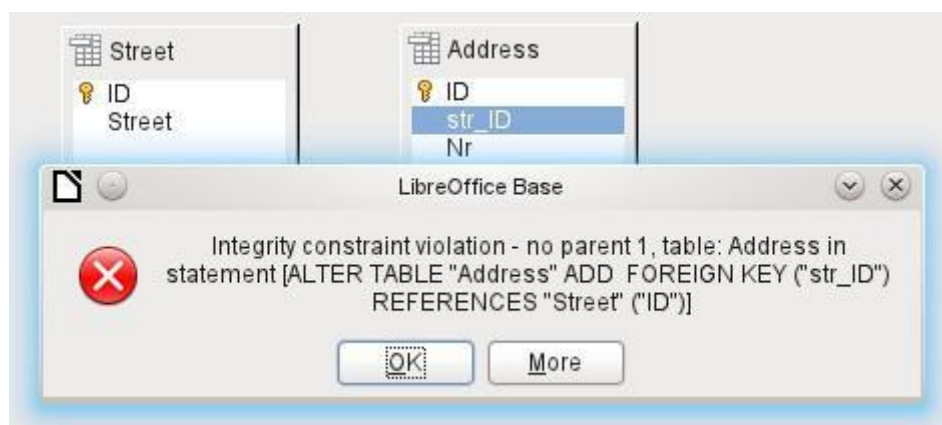 Street
ID
Street
Address
ID
str_ID
Nr
LibreOffice Base
Integrity constraint violation - no parent 1, table: Address in
statement [ALTER TABLE "Address" ADD  FOREIGN KEY ("str_ID")
REFERENCES "Street" ("ID")]
OK
More